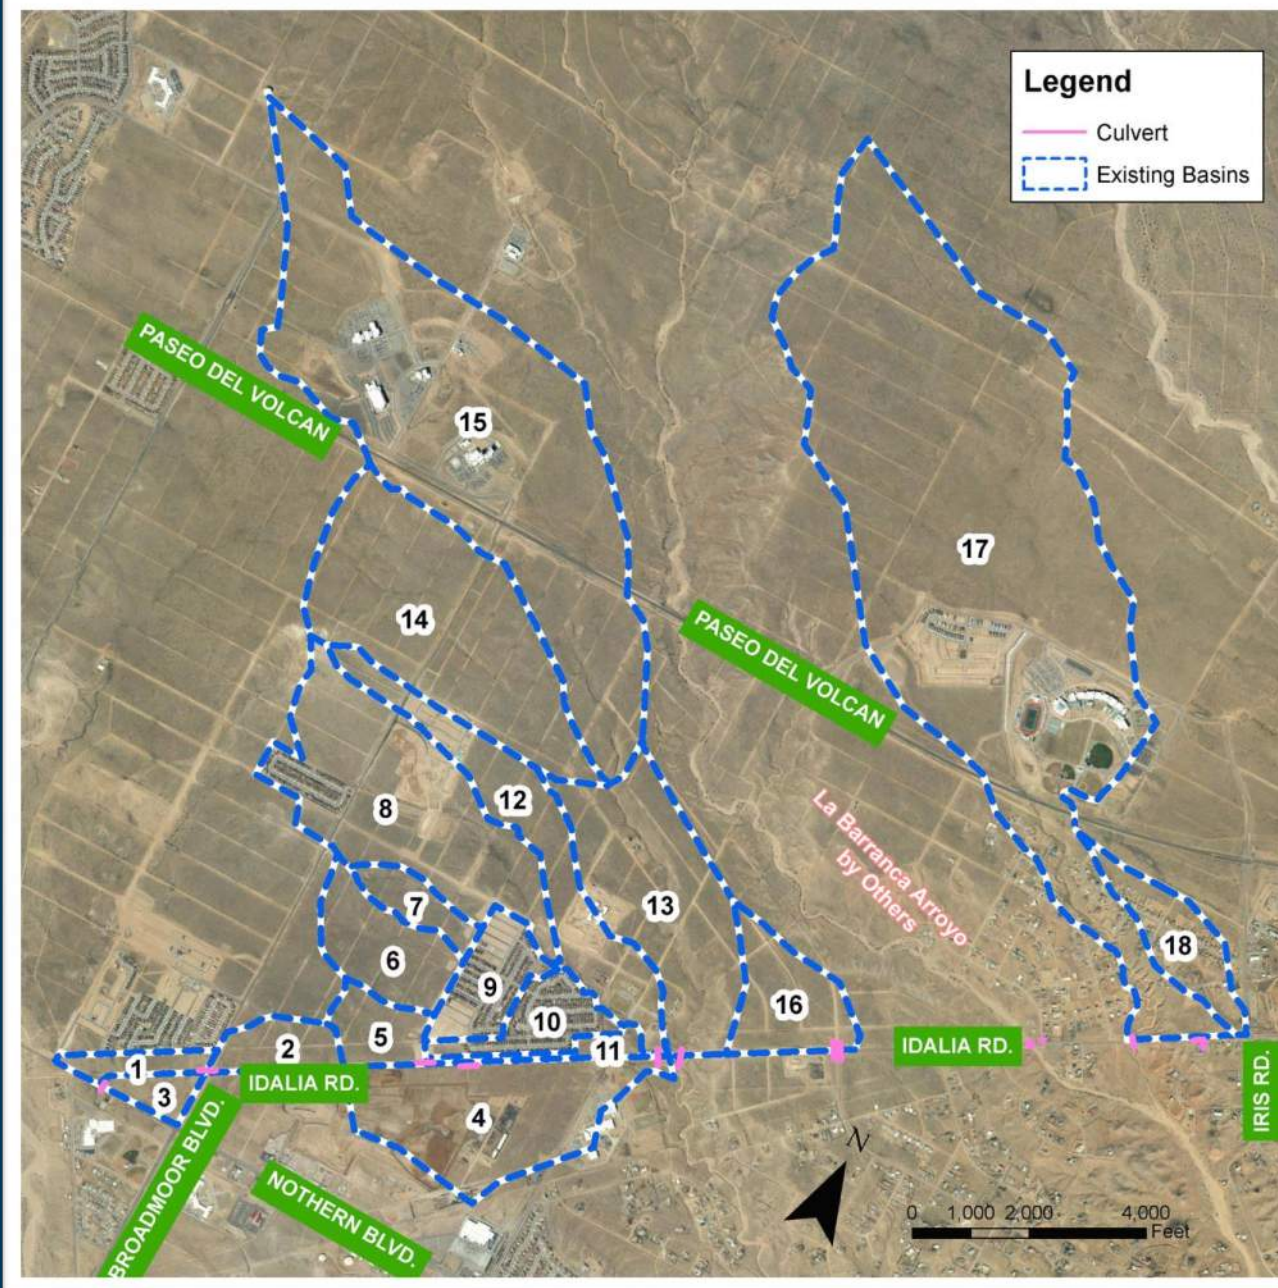 Legend
Culvert
Existing Basins
PASEO DEL VOLCAN
15
17
14
PASEO DEL VOLCAN
8
12
La Barranca Arroyo
by Others
7
13
6
18
9
16
10
5
2
11
IDALIA RD.
1
IDALIA RD.
3
4
IRIS RD.
BROADMOOR BLVD.
NOTHERN BLVD.
N
0 1,000 2,000 4,000
Feet